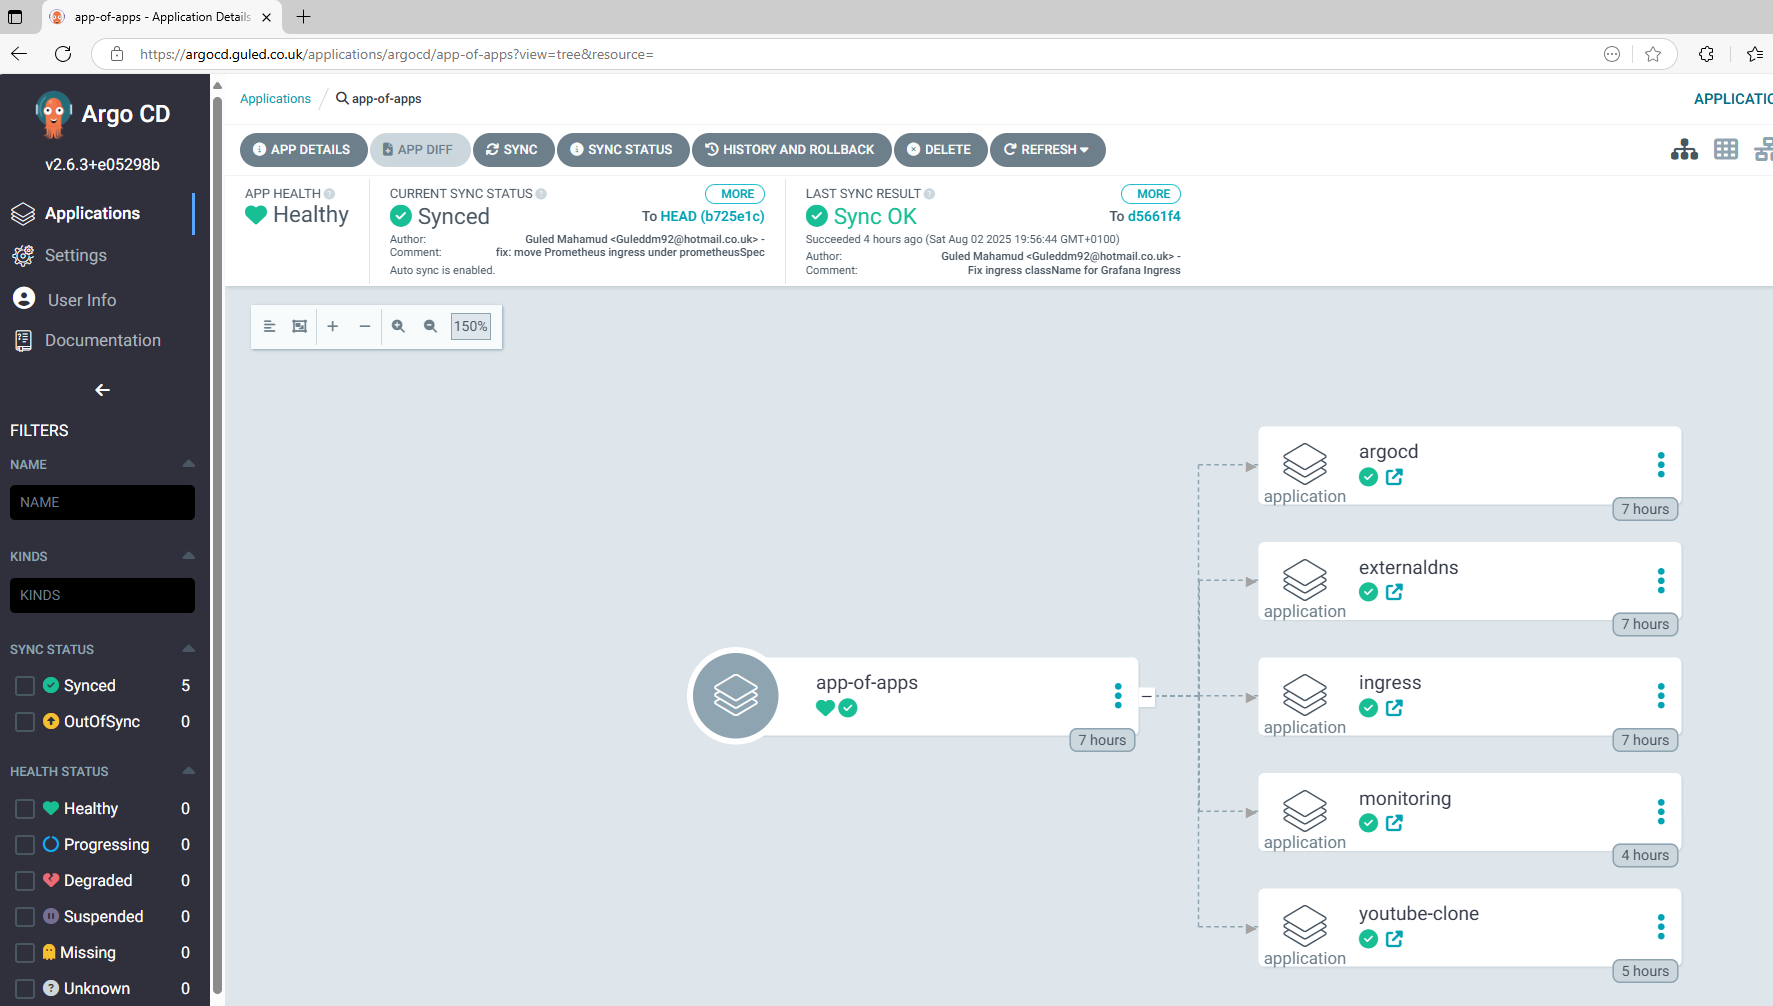 app-of-apps - Application Details
https://argocd.guled.co.uk/applications/argocd/app-of-apps?view=tree&resource=
Argo CD
v2.6.3+e05298b
Applications
Settings
User Info
Documentation
FILTERS
NAME
NAME
KINDS
KINDS
SYNC STATUS
Synced 5
OutOfSync 0
HEALTH STATUS
Healthy 0
Progressing 0
Degraded 0
Suspended 0
Missing 0
Unknown 0
Applications / app-of-apps
APPLICATIO
APP DETAILS APP DIFF SYNC SYNC STATUS HISTORY AND ROLLBACK DELETE REFRESH
APP HEALTH
Healthy
CURRENT SYNC STATUS MORE
Synced To HEAD (b725e1c)
Author: Guled Mahamud <Guleddm92@hotmail.co.uk> -
Comment: fix: move Prometheus ingress under prometheusSpec
Auto sync is enabled.
LAST SYNC RESULT MORE
Sync OK To d5661f4
Succeeded 4 hours ago (Sat Aug 02 2025 19:56:44 GMT+0100)
Author: Guled Mahamud <Guleddm92@hotmail.co.uk> -
Comment: Fix ingress className for Grafana Ingress
150%
app-of-apps
7 hours
argocd
application
7 hours
externaldns
application
7 hours
ingress
application
7 hours
monitoring
application
4 hours
youtube-clone
application
5 hours